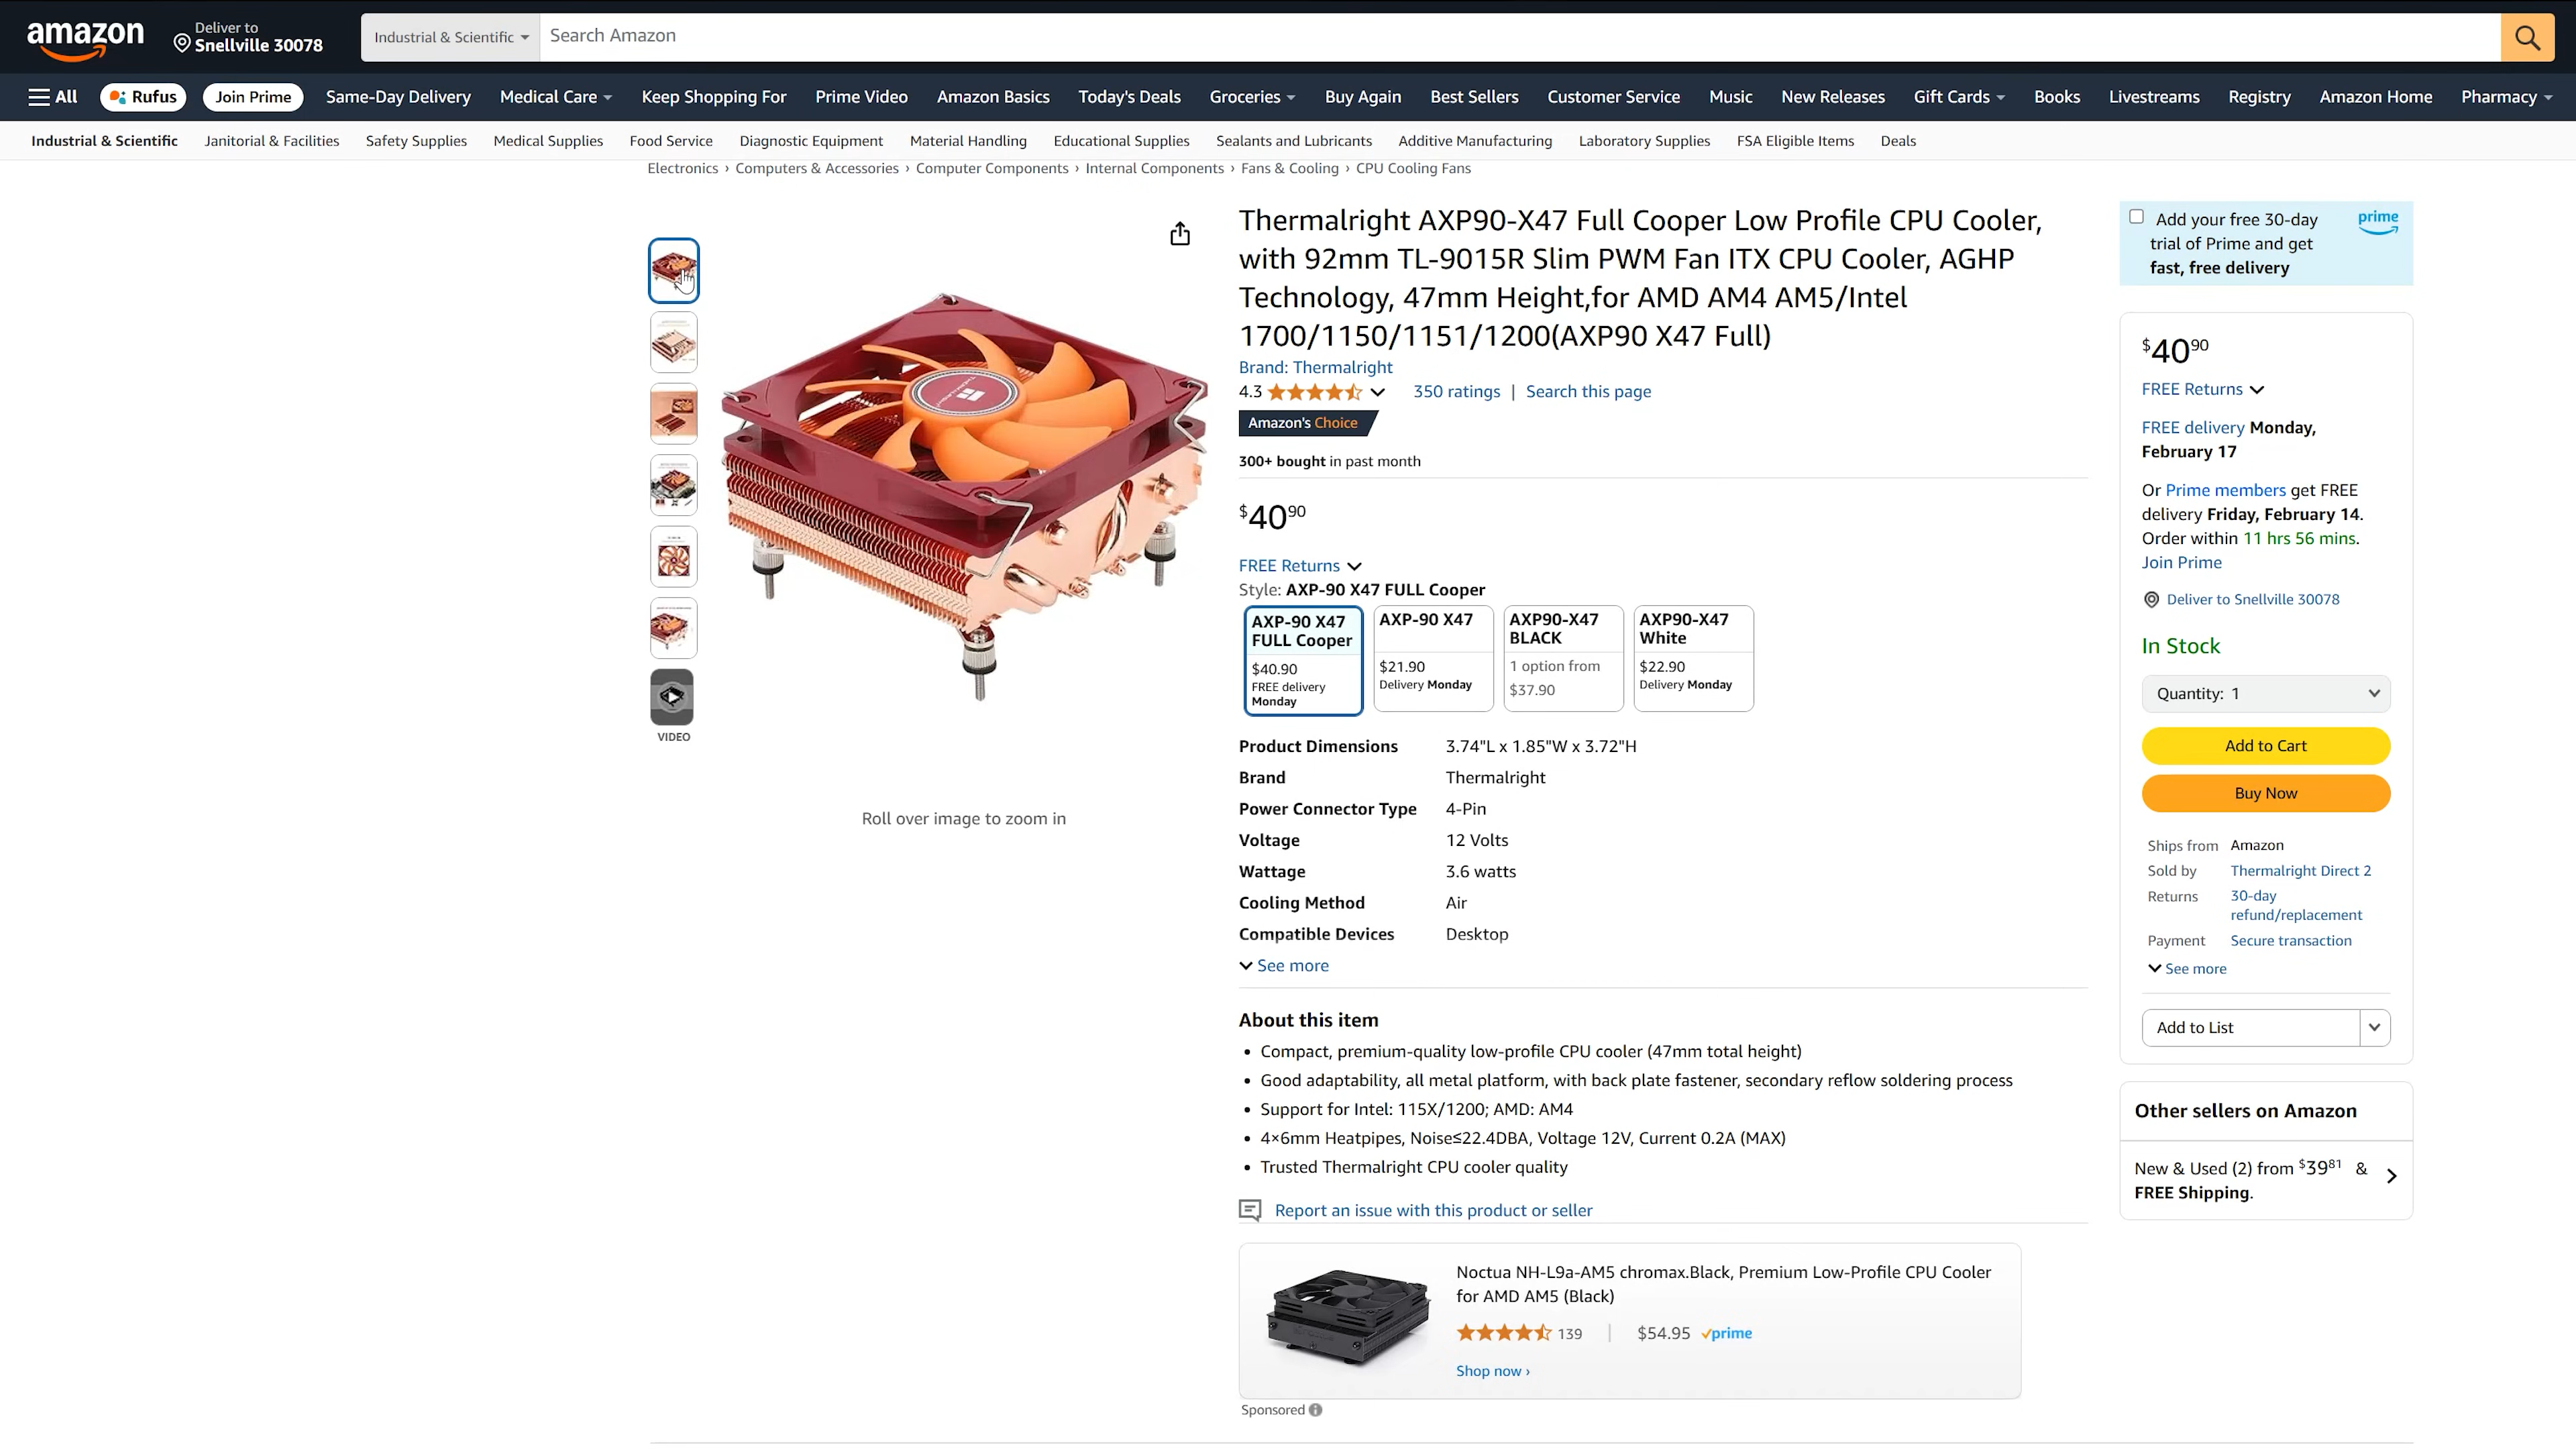 amazon
Deliver to
Snellville 30078
Industrial & Scientific
Search Amazon
All
Rufus
Join Prime
Same-Day Delivery
Medical Care
Keep Shopping For
Prime Video
Amazon Basics
Today's Deals
Groceries
Buy Again
Best Sellers
Customer Service
Music
New Releases
Gift Cards
Books
Livestreams
Registry
Amazon Home
Pharmacy
Industrial & Scientific
Janitorial & Facilities
Safety Supplies
Medical Supplies
Food Service
Diagnostic Equipment
Material Handling
Educational Supplies
Sealants and Lubricants
Additive Manufacturing
Laboratory Supplies
FSA Eligible Items
Deals
Electronics › Computers & Accessories › Computer Components › Internal Components › Fans & Cooling › CPU Cooling Fans
VIDEO
Roll over image to zoom in
Thermalright AXP90-X47 Full Cooper Low Profile CPU Cooler,
with 92mm TL-9015R Slim PWM Fan ITX CPU Cooler, AGHP
Technology, 47mm Height,for AMD AM4 AM5/Intel
1700/1150/1151/1200(AXP90 X47 Full)
Brand: Thermalright
4.3
350 ratings | Search this page
Amazon's Choice
300+ bought in past month
$40 90
FREE Returns
Style: AXP-90 X47 FULL Cooper
AXP-90 X47
FULL Cooper
$40.90
FREE delivery
Monday
AXP-90 X47
$21.90
Delivery Monday
AXP90-X47
BLACK
1 option from
$37.90
AXP90-X47
White
$22.90
Delivery Monday
Product Dimensions 3.74"L x 1.85"W x 3.72"H
Brand Thermalright
Power Connector Type 4-Pin
Voltage 12 Volts
Wattage 3.6 watts
Cooling Method Air
Compatible Devices Desktop
See more
About this item
• Compact, premium-quality low-profile CPU cooler (47mm total height)
• Good adaptability, all metal platform, with back plate fastener, secondary reflow soldering process
• Support for Intel: 115X/1200; AMD: AM4
• 4×6mm Heatpipes, Noise≤22.4DBA, Voltage 12V, Current 0.2A (MAX)
• Trusted Thermalright CPU cooler quality
Report an issue with this product or seller
Noctua NH-L9a-AM5 chromax.Black, Premium Low-Profile CPU Cooler
for AMD AM5 (Black)
139 | $54.95 prime
Shop now ›
Sponsored
Add your free 30-day
trial of Prime and get
fast, free delivery
prime
$40 90
FREE Returns
FREE delivery Monday,
February 17
Or Prime members get FREE
delivery Friday, February 14.
Order within 11 hrs 56 mins.
Join Prime
Deliver to Snellville 30078
In Stock
Quantity: 1
Add to Cart
Buy Now
Ships from Amazon
Sold by Thermalright Direct 2
Returns 30-day
refund/replacement
Payment Secure transaction
See more
Add to List
Other sellers on Amazon
New & Used (2) from $39 81 &
FREE Shipping.